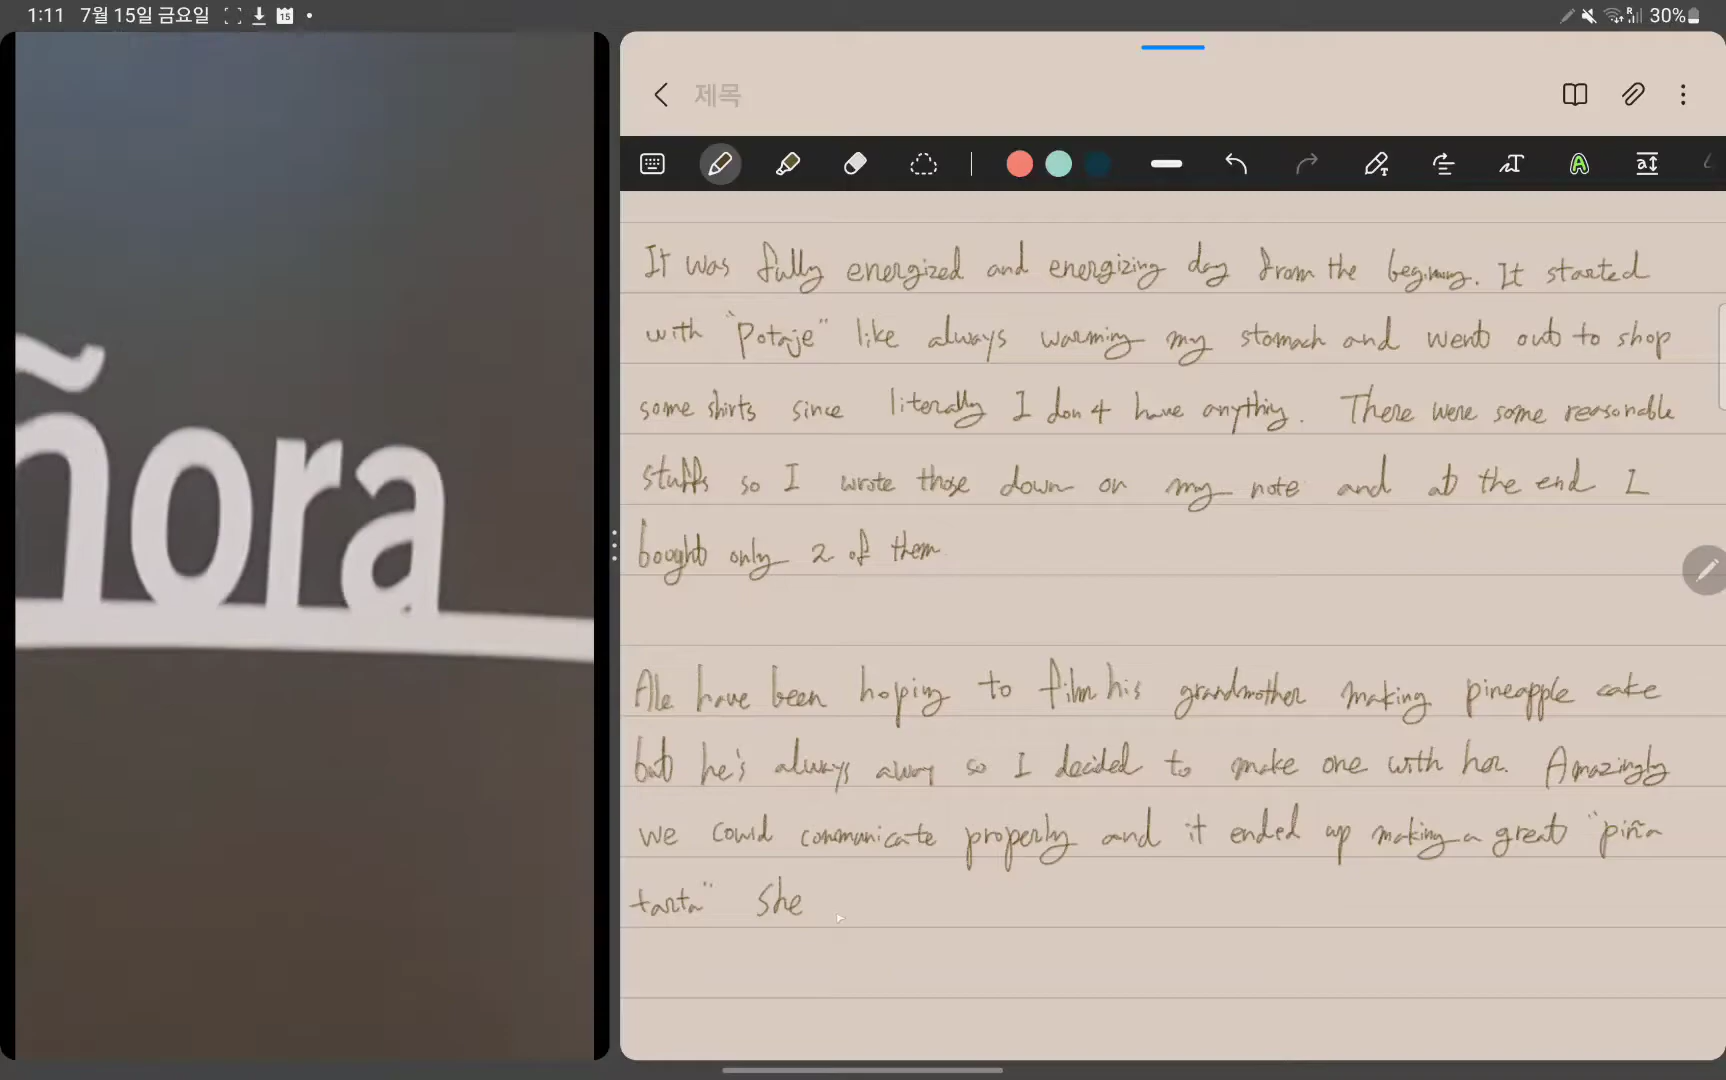 1:11 7월 15일 금요일 15
30%
ñora
제목
It was fully energized and energizing day from the beginning. It started
with "Potaje" like always warming my stomach and went out to shop
some shirts since literally I don't have anything. There were some reasonable
stuffs so I wrote those down on my note and at the end I
bought only 2 of them
Ale have been hoping to film his grandmother making pineapple cake
but he's always away so I decided to make one with her. Amazingly
we could communicate properly and it ended up making a great "piña
tarta" She